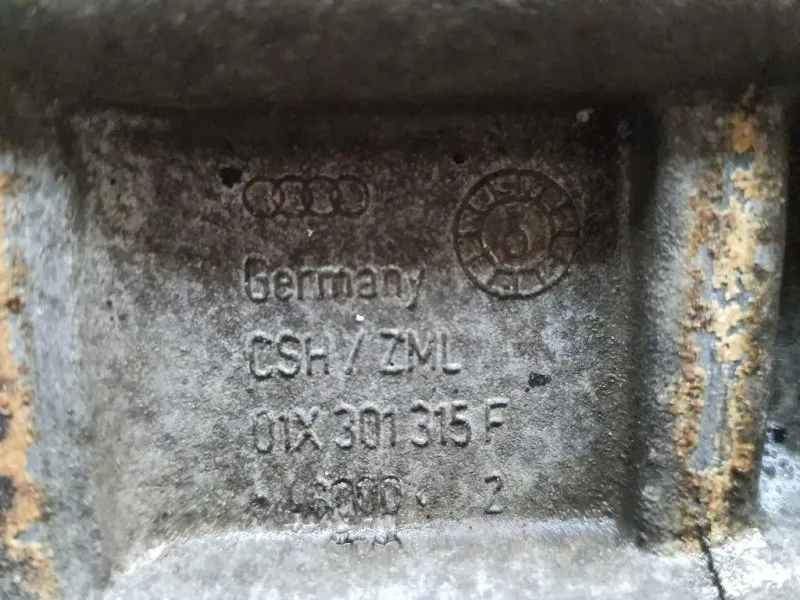 Germany
CSH / ZML
01X 301 315 F
2